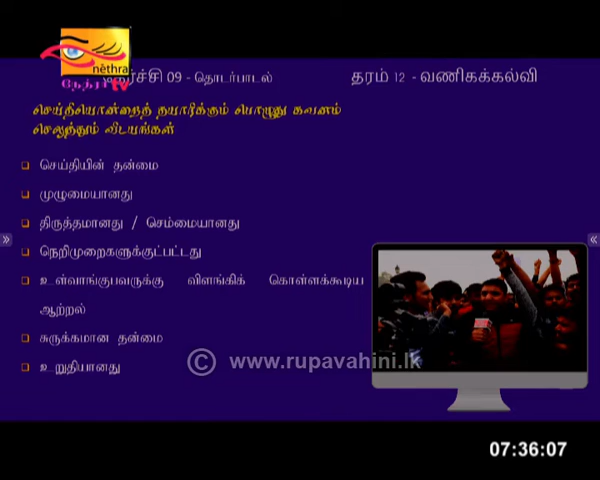 nēthra
நேத்ரா tv
09 - தொடர்பாடல்
தரம் 12 - வணிகக்கல்வி
செய்தியொன்றைத் தயாரிக்கும் பொழுது கவனம்
செலுத்தும் விடயங்கள்
செய்தியின் தன்மை
முழுமையானது
திருத்தமானது / செம்மையானது
நெறிமுறைகளுக்குட்பட்டது
உள்வாங்குபவருக்கு விளங்கிக் கொள்ளக்கூடிய
ஆற்றல்
சுருக்கமான தன்மை
உறுதியானது
© www.rupavahini.lk
07:36:07